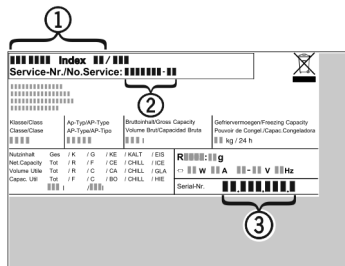 1
Index /
Service-Nr./No.Service: -
2
Klasse/Class
Classe/Clase
Ap-Typ/AP-Type
AP-Type/AP-Tipo
Bruttoinhalt/Gross Capacity
Volume Brut/Capacidad Bruta
l
Gefriervermoegen/Freezing Capacity
Pouvoir de Congel./Capac.Congeladora
kg / 24 h
Nutzinhalt Ges / K / G / KE / KALT / EIS
Net.Capacity Tot / R / F / CE / CHILL / ICE
Volume Utile Tot / R / C / CA / CHILL / GLA
Capac. Util Tot / F / C / BO / CHILL / HIE
l / l
R : g
W A - V Hz
Serial-Nr. . . .
3